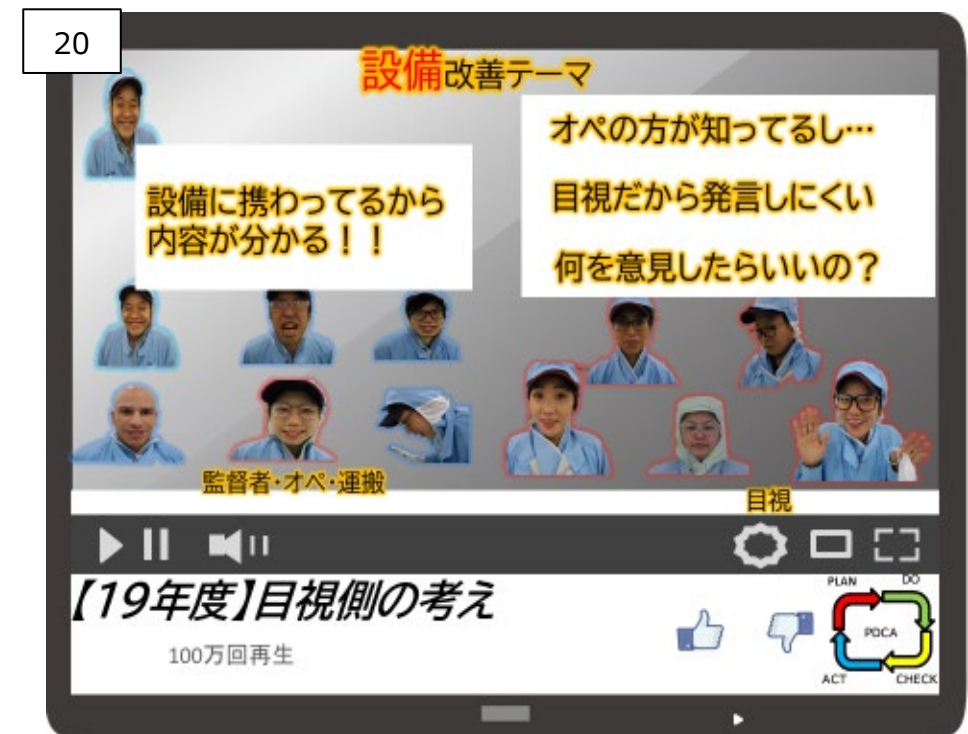 20
設備改善テーマ
設備に携わってるから
内容が分かる！！
オペの方が知ってるし…
目視だから発言しにくい
何を意見したらいいの？
監督者・オペ・運搬
目視
【19年度】目視側の考え
100万回再生
PLAN
DO
PDCA
ACT
CHECK